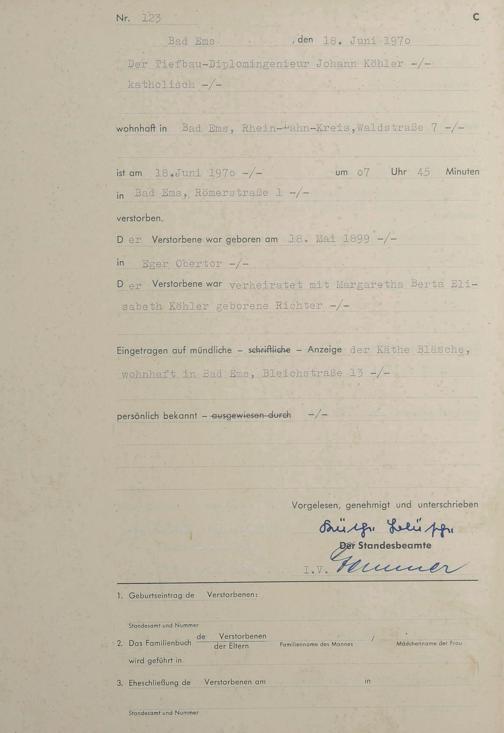 Nr. 123 C
Bad Ems , den 18. Juni 1970
Der Tiefbau-Diplomingenieur Johann Köhler -/-
katholisch -/-
wohnhaft in Bad Ems, Rhein-Lahn-Kreis,Waldstraße 7 -/-
ist am 18.Juni 1970 -/- um 07 Uhr 45 Minuten
in Bad Ems, Römerstraße 1 -/-
verstorben.
Der Verstorbene war geboren am 18. Mai 1899 -/-
in Eger Obertor -/-
Der Verstorbene war verheiratet mit Margaretha Berta Eli-
sabeth Köhler geborene Richter -/-
Eingetragen auf mündliche – schriftliche – Anzeige der Käthe Bläsche,
wohnhaft in Bad Ems, Bleichstraße 13 -/-
persönlich bekannt – ausgewiesen durch -/-
Vorgelesen, genehmigt und unterschrieben
Der Standesbeamte
I.V.
1. Geburtseintrag de Verstorbenen:
Standesamt und Nummer
2. Das Familienbuch de Verstorbenen / der Eltern Familienname des Mannes / Mädchenname der Frau
wird geführt in
3. Eheschließung de Verstorbenen am in
Standesamt und Nummer